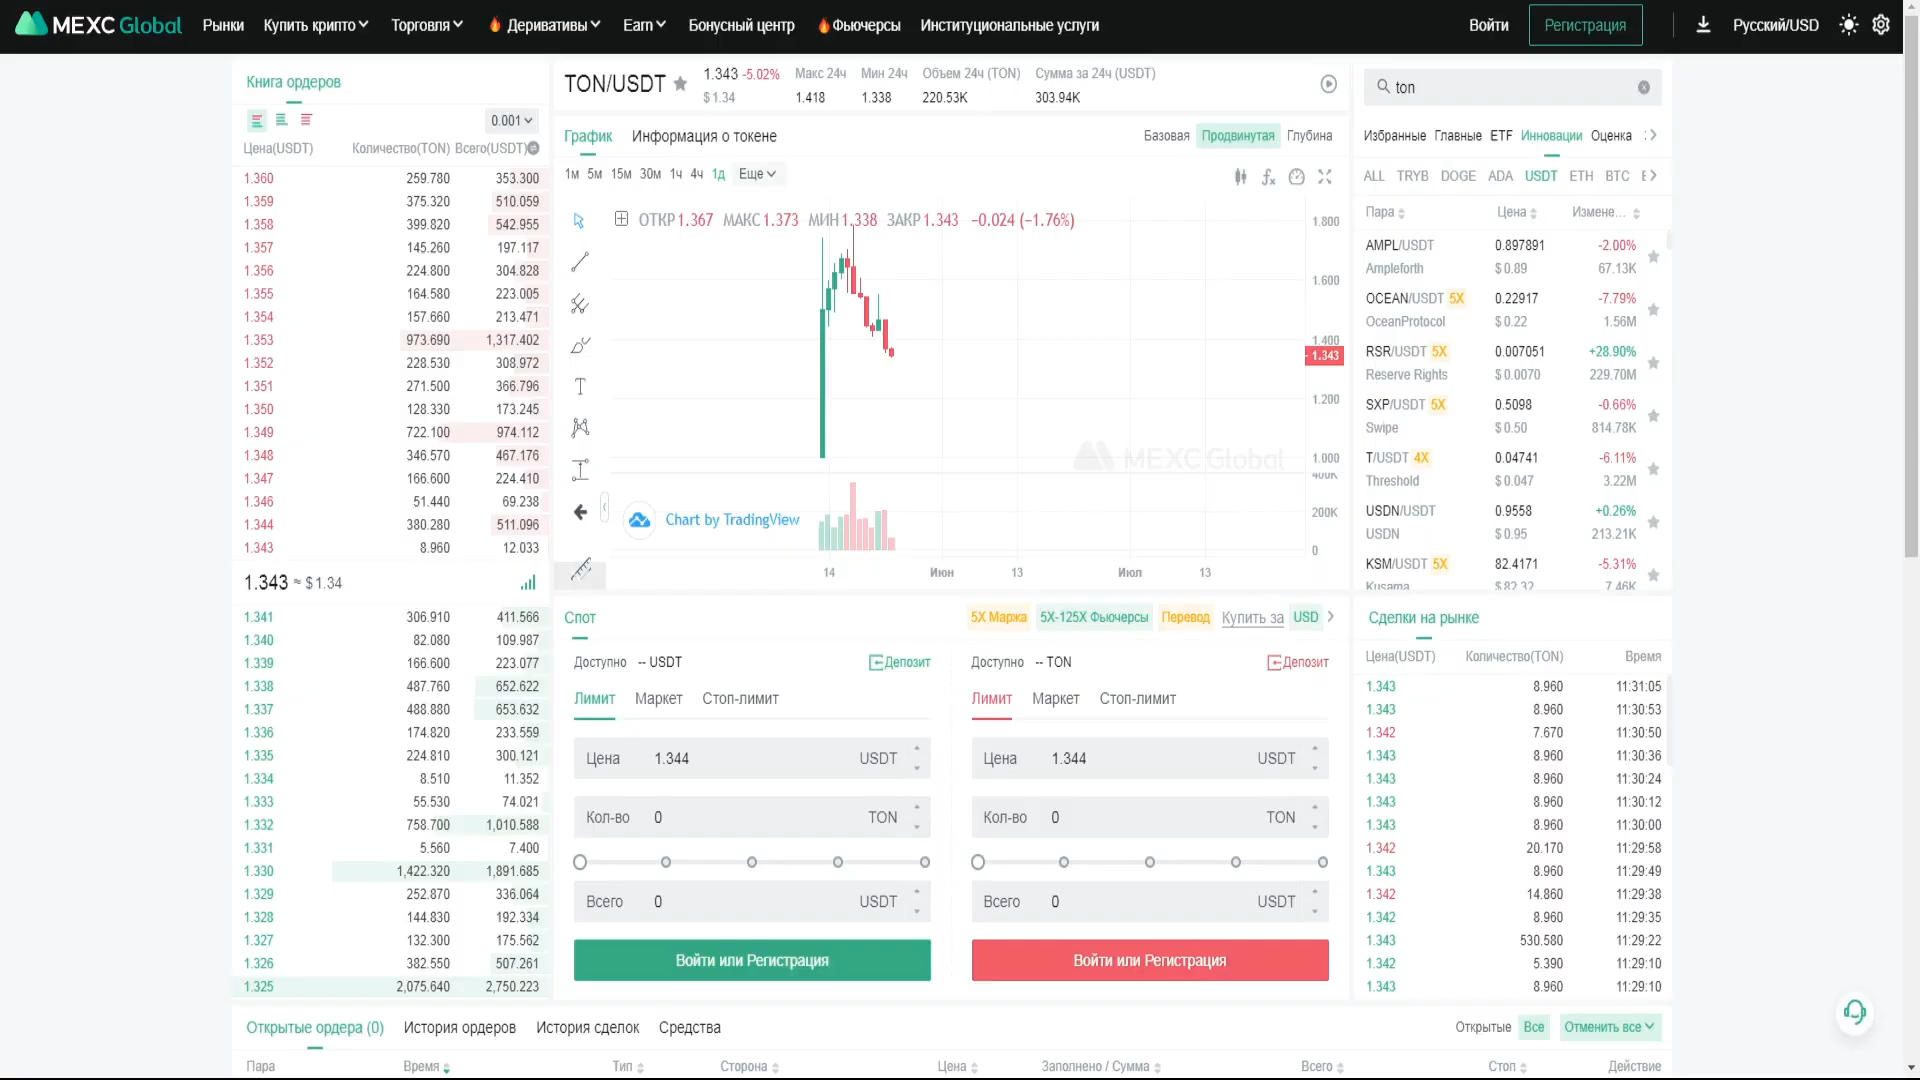 MEXC Global Рынки Купить крипто Торговля Деривативы Earn Бонусный центр Фьючерсы Институциональные услуги Войти Регистрация Русский/USD
Книга ордеров
0.001
Цена(USDT) Количество(TON) Всего(USDT)
1.360 259.780 353.300
1.359 375.320 510.059
1.358 399.820 542.955
1.357 145.260 197.117
1.356 224.800 304.828
1.355 164.580 223.005
1.354 157.660 213.471
1.353 973.690 1,317.402
1.352 228.530 308.972
1.351 271.500 366.796
1.350 128.330 173.245
1.349 722.100 974.112
1.348 346.570 467.176
1.347 166.600 224.410
1.346 51.440 69.238
1.344 380.280 511.096
1.343 8.960 12.033
1.343 ≈ $1.34
1.341 306.910 411.566
1.340 82.080 109.987
1.339 166.600 223.077
1.338 487.760 652.622
1.337 488.880 653.632
1.336 174.820 233.559
1.335 224.810 300.121
1.334 8.510 11.352
1.333 55.530 74.021
1.332 758.700 1,010.588
1.331 5.560 7.400
1.330 1,422.320 1,891.685
1.329 252.870 336.064
1.328 144.830 192.334
1.327 132.300 175.562
1.326 382.550 507.261
1.325 2,075.640 2,750.223
TON/USDT 1.343 -5.02% Макс 24ч Мин 24ч Объем 24ч (TON) Сумма за 24ч (USDT)
$ 1.34 1.418 1.338 220.53K 303.94K
График Информация о токене Базовая Продвинутая Глубина
1м 5м 15м 30м 1ч 4ч 1д Еще
ОТКР 1.367 МАКС 1.373 МИН 1.338 ЗАКР 1.343 −0.024 (−1.76%)
1.800
1.600
1.400
1.343
1.200
1.000
MEXC Global
400K
200K
0
Chart by TradingView
14 Июн 13 Июл 13
Спот 5X Маржа 5X-125X Фьючерсы Перевод Купить за USD
Доступно -- USDT Депозит
Лимит Маркет Стоп-лимит
Цена 1.344 USDT
Кол-во 0 TON
Всего 0 USDT
Войти или Регистрация
Доступно -- TON Депозит
Лимит Маркет Стоп-лимит
Цена 1.344 USDT
Кол-во 0 TON
Всего 0 USDT
Войти или Регистрация
ton
Избранные Главные ETF Инновации Оценка
ALL TRYB DOGE ADA USDT ETH BTC
Пара Цена Измене...
AMPL/USDT 0.897891 -2.00%
Ampleforth $ 0.89 67.13K
OCEAN/USDT 5X 0.22917 -7.79%
OceanProtocol $ 0.22 1.56M
RSR/USDT 5X 0.007051 +28.90%
Reserve Rights $ 0.0070 229.70M
SXP/USDT 5X 0.5098 -0.66%
Swipe $ 0.50 814.78K
T/USDT 4X 0.04741 -6.11%
Threshold $ 0.047 3.22M
USDN/USDT 0.9558 +0.26%
USDN $ 0.95 213.21K
KSM/USDT 5X 82.4171 -5.31%
Kusama $ 82.32 7.46K
Сделки на рынке
Цена(USDT) Количество(TON) Время
1.343 8.960 11:31:05
1.343 8.960 11:30:53
1.342 7.670 11:30:50
1.343 8.960 11:30:36
1.343 8.960 11:30:24
1.343 8.960 11:30:12
1.343 8.960 11:30:00
1.342 20.170 11:29:58
1.343 8.960 11:29:49
1.342 14.860 11:29:38
1.342 8.960 11:29:35
1.343 530.580 11:29:22
1.342 5.390 11:29:10
1.343 8.960 11:29:10
Открытые ордера (0) История ордеров История сделок Средства Открытые Все Отменить все
Пара Время Тип Сторона Цена Заполнено / Сумма Всего Стоп Действие